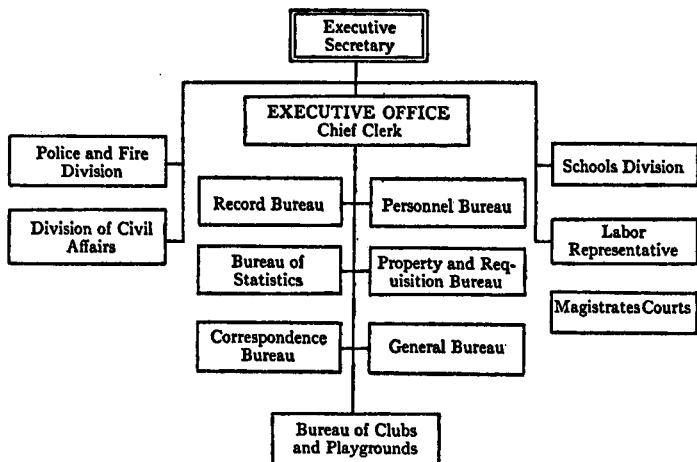 Executive
Secretary
EXECUTIVE OFFICE
Chief Clerk
Police and Fire
Division
Schools Division
Record Bureau
Personnel Bureau
Division of Civil
Affairs
Labor
Representative
Bureau of
Statistics
Property and Req-
uisition Bureau
Magistrates Courts
Correspondence
Bureau
General Bureau
Bureau of Clubs
and Playgrounds